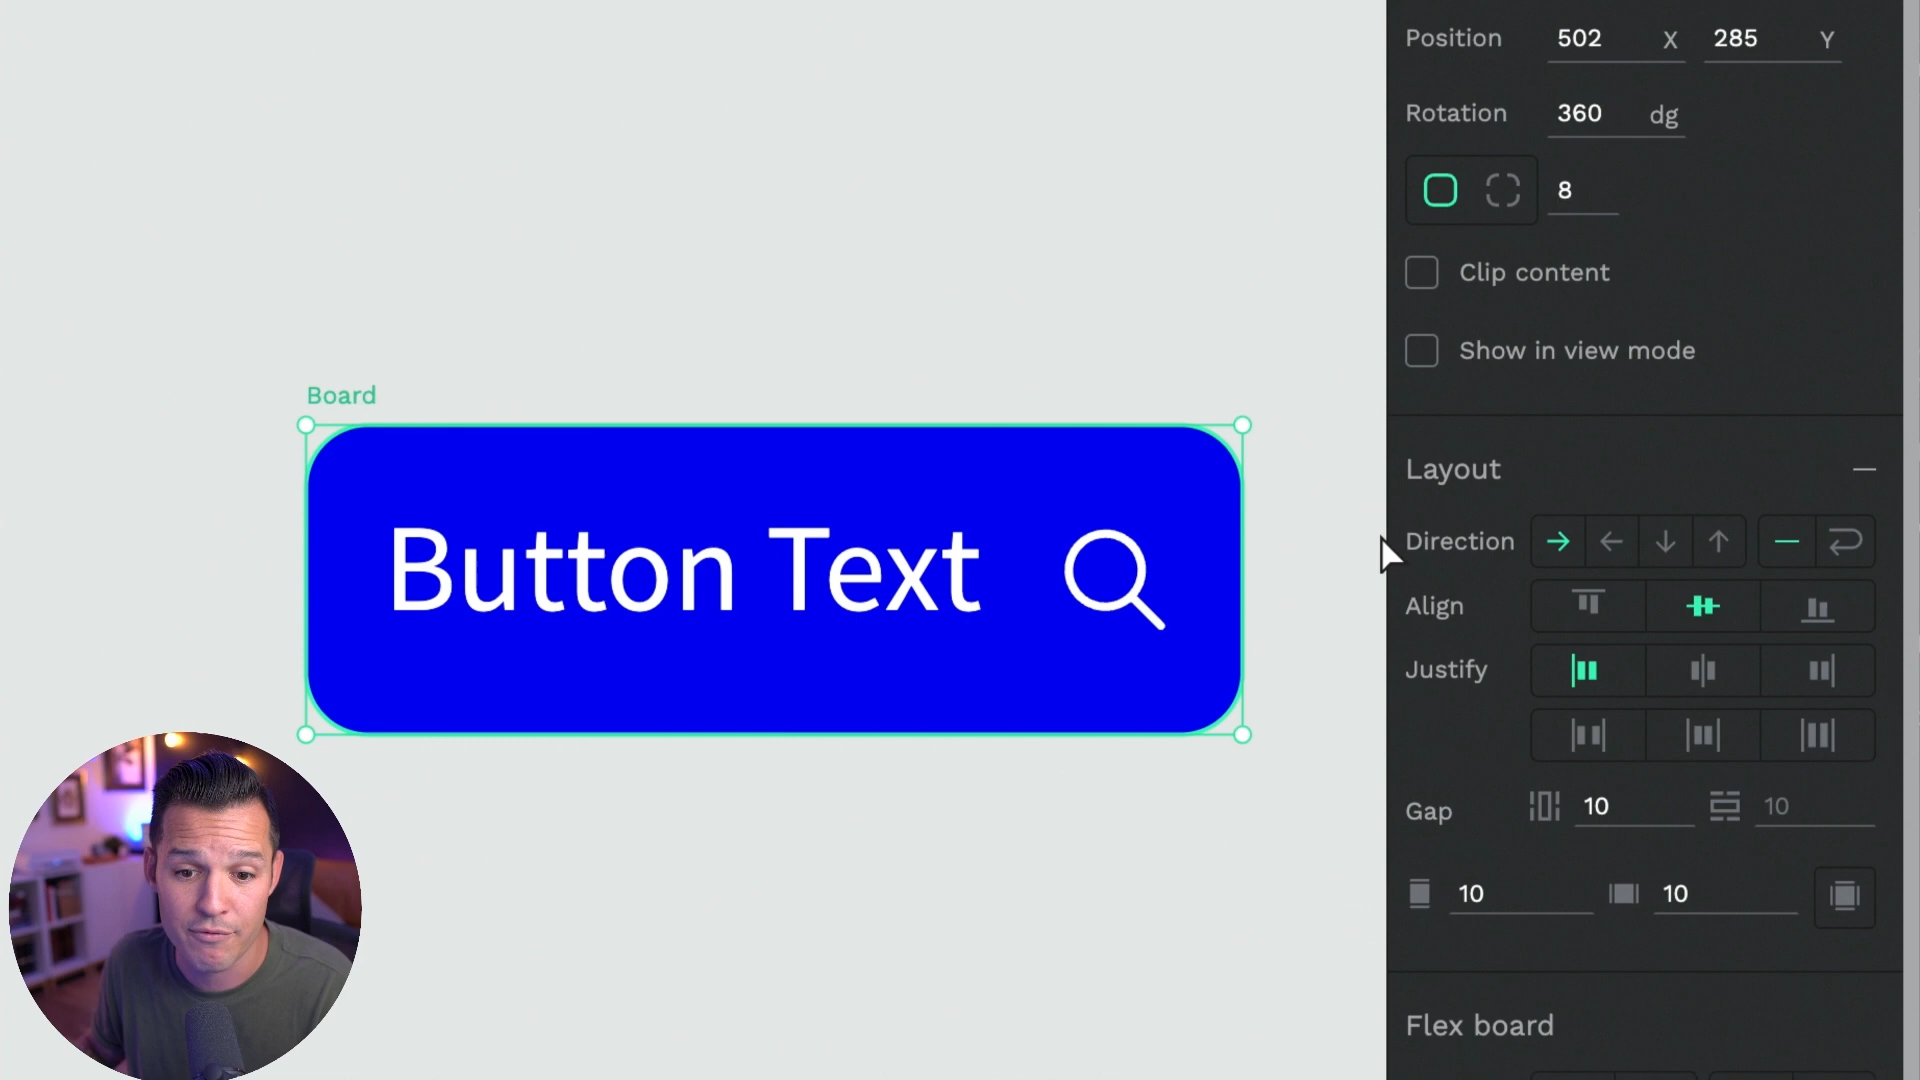 Position 502 X 285 Y
Rotation 360 dg
8
Clip content
Show in view mode
Board
Button Text
Layout
Direction
Align
Justify
Gap 10 10
10 10
Flex board